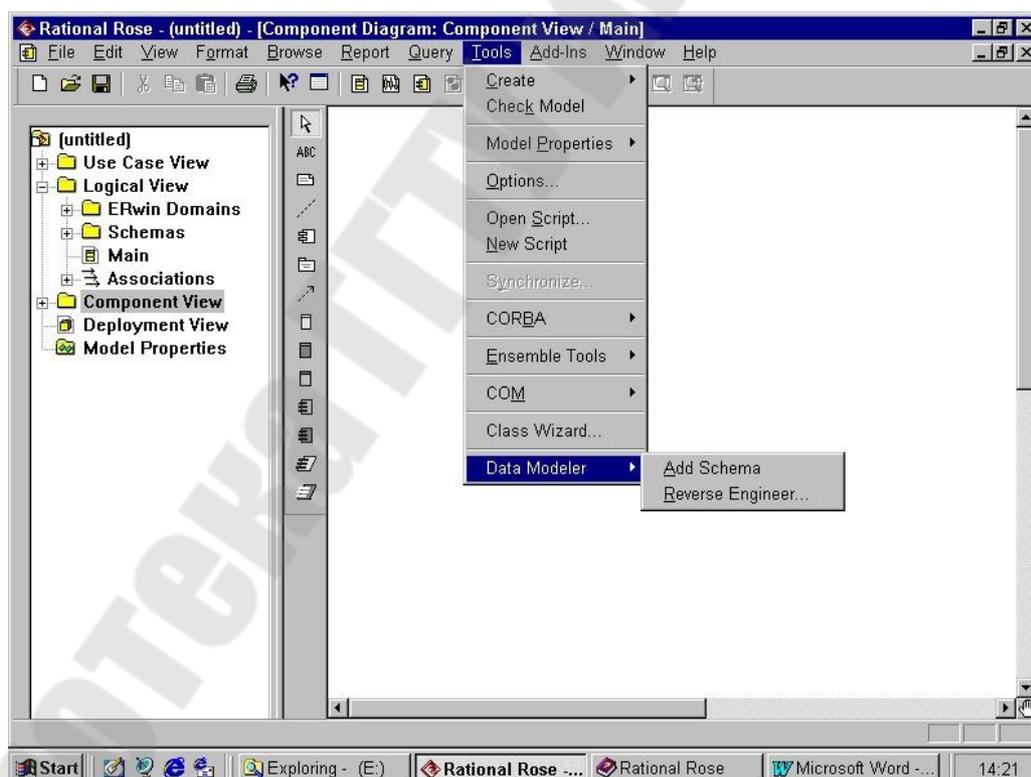 Rational Rose - (untitled) - [Component Diagram: Component View / Main]
File Edit View Format Browse Report Query Tools Add-Ins Window Help
(untitled)
Use Case View
Logical View
ERwin Domains
Schemas
Main
Associations
Component View
Deployment View
Model Properties
ABC
Create
Check Model
Model Properties
Options...
Open Script...
New Script
Synchronize...
CORBA
Ensemble Tools
COM
Class Wizard...
Data Modeler
Add Schema
Reverse Engineer...
Start
Exploring - (E:)
Rational Rose -...
Rational Rose
Microsoft Word -...
14:21